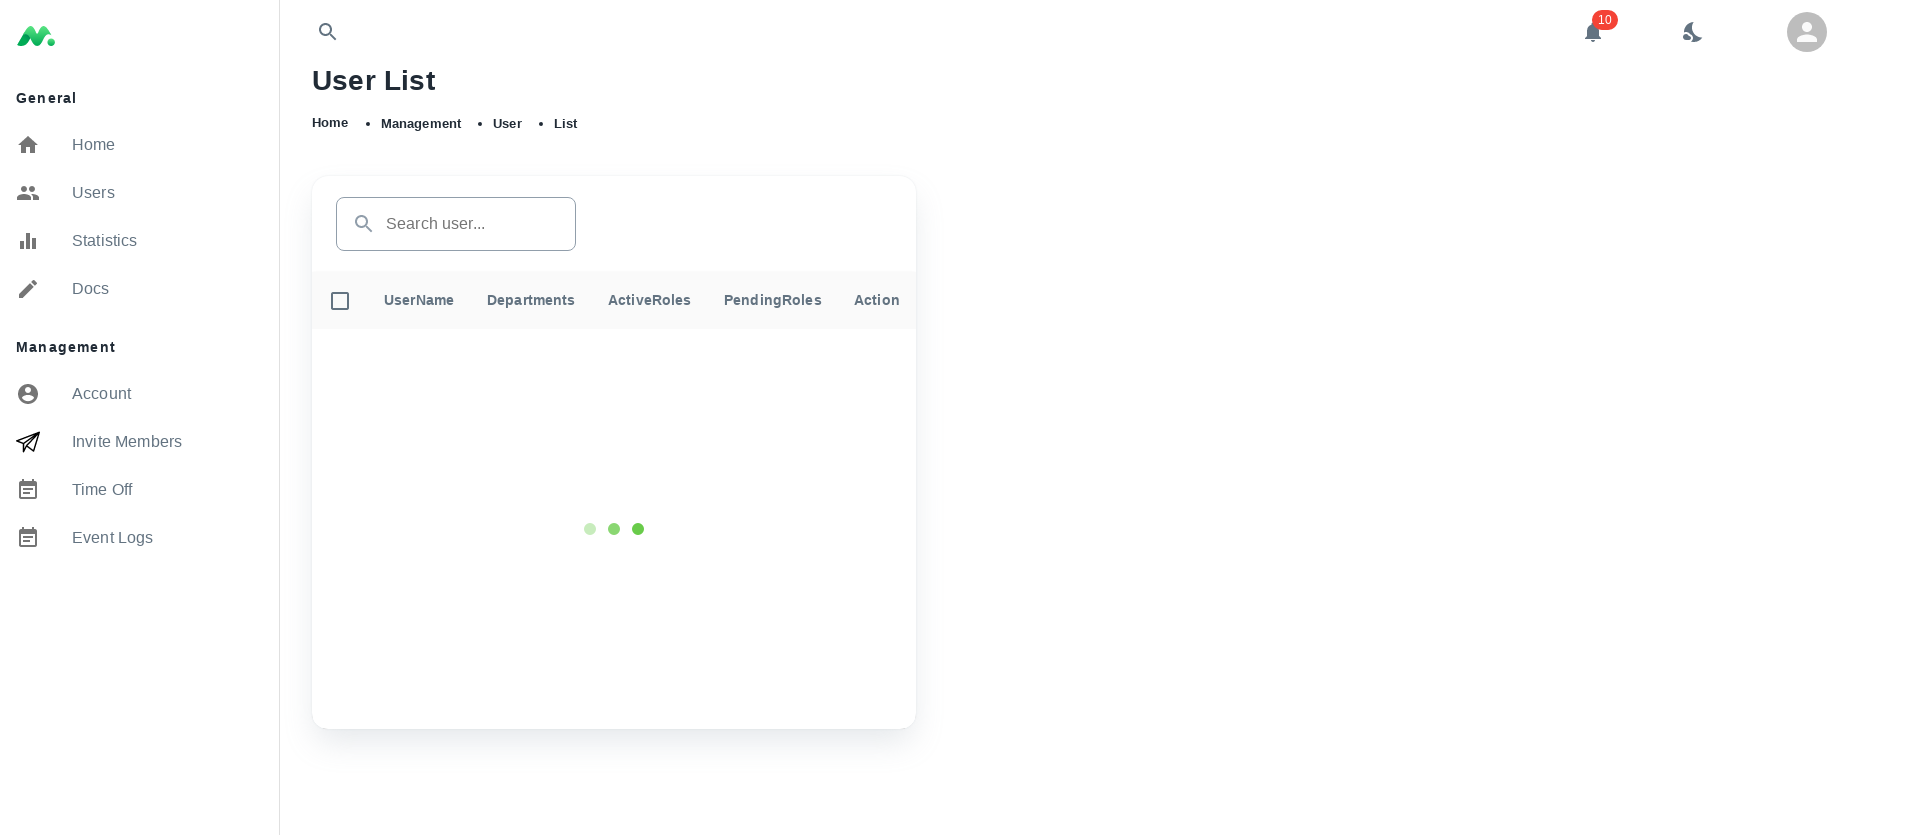 10
User List
General
Home
Management
User
List
Home
Users
Search user...
Statistics
Docs
UserName
Departments
ActiveRoles
PendingRoles
Action
Management
Account
Invite Members
Time Off
Event Logs